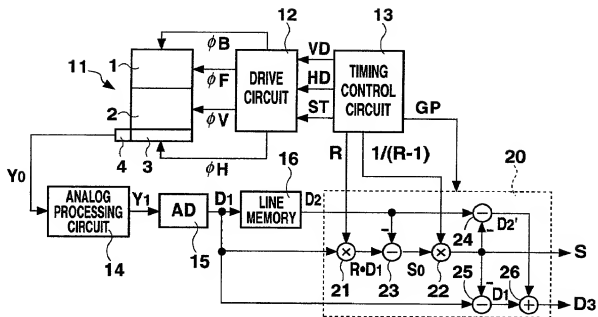 12
13
ϕB
VD
1
11
ϕF
DRIVE CIRCUIT
HD
TIMING CONTROL CIRCUIT
2
ϕV
ST
GP
4
3
ϕH
R
1/(R-1)
16
20
Y0
ANALOG PROCESSING CIRCUIT
Y1
AD
D1
LINE MEMORY
D2
24
D2'
14
15
S
21
R•D1
23
S0
22
25
D1
26
D3